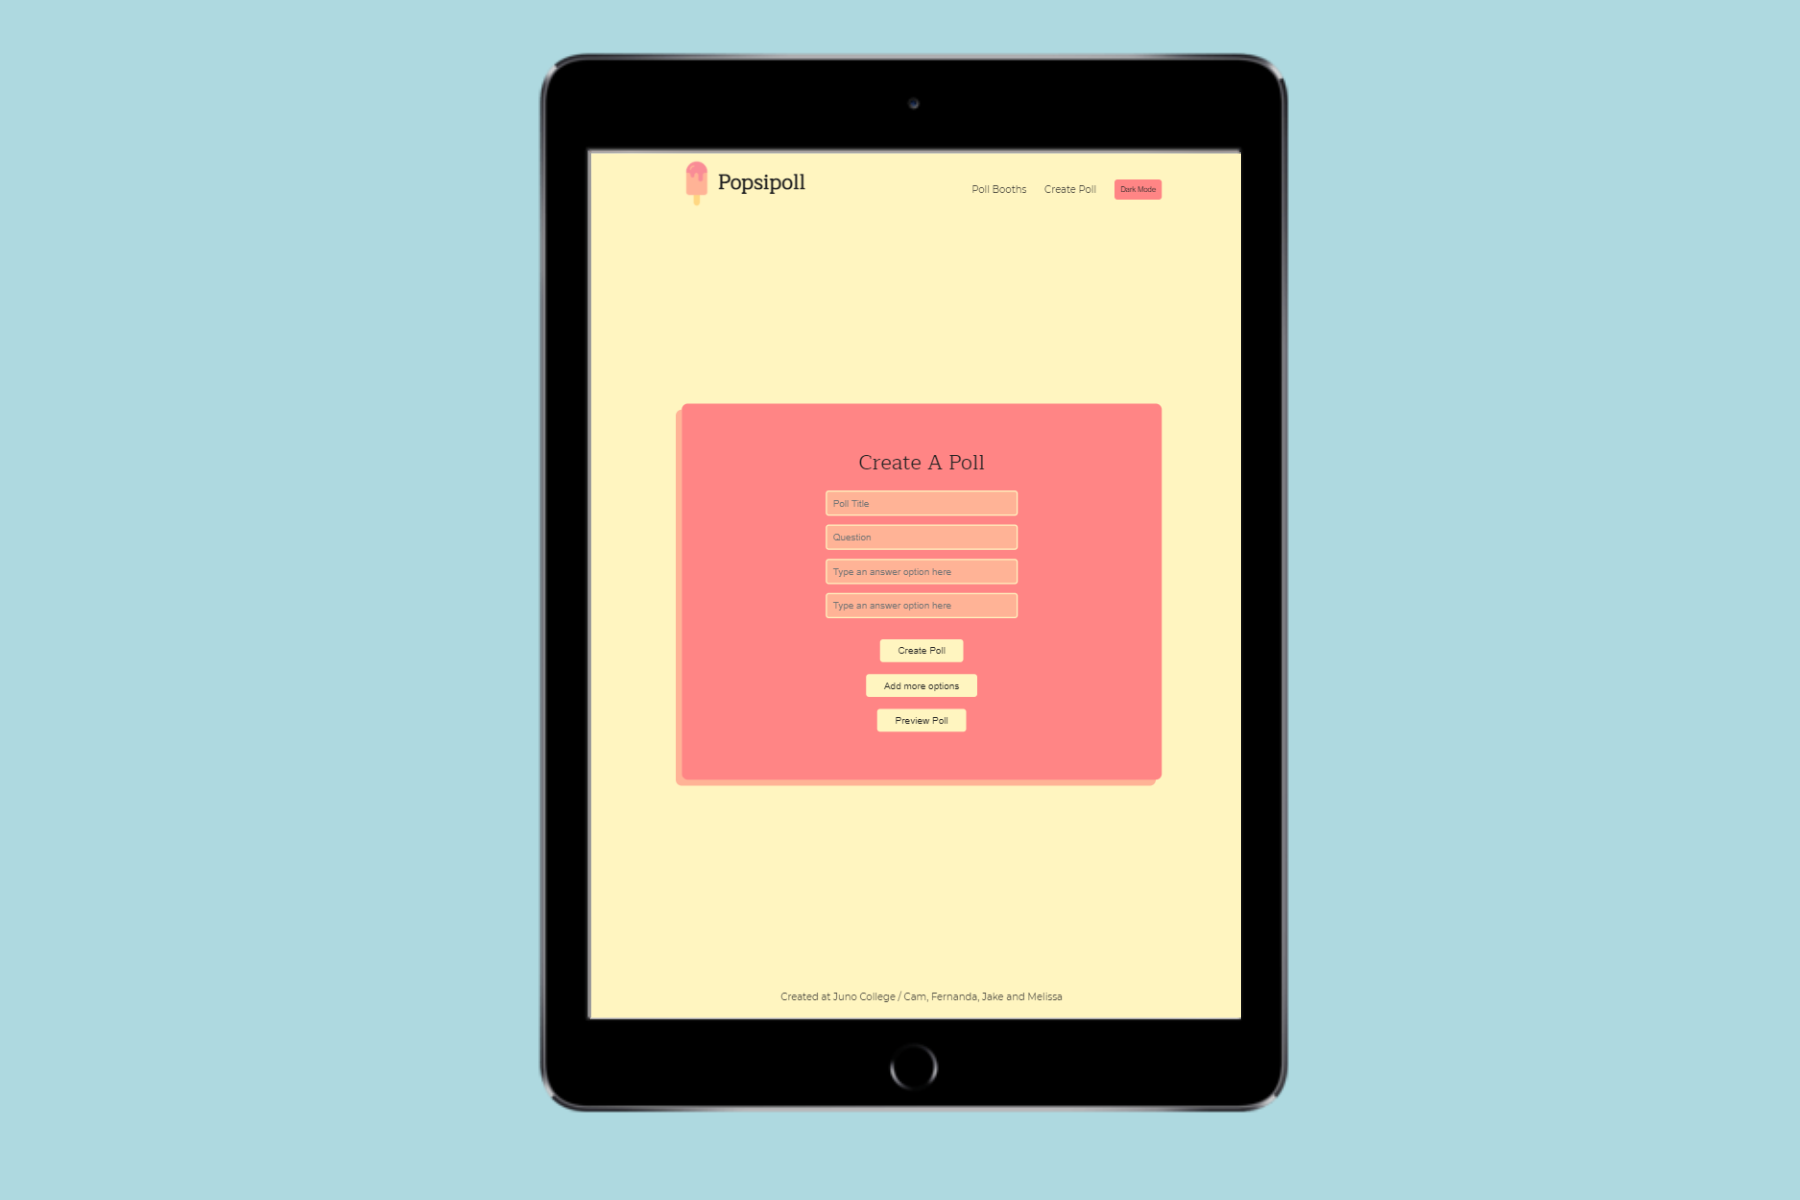 Popsipoll
Poll Booths
Create Poll
Dark Mode
Create A Poll
Poll Title
Question
Type an answer option here
Type an answer option here
Create Poll
Add more options
Preview Poll
Created at Juno College / Cam, Fernanda, Jake and Melissa